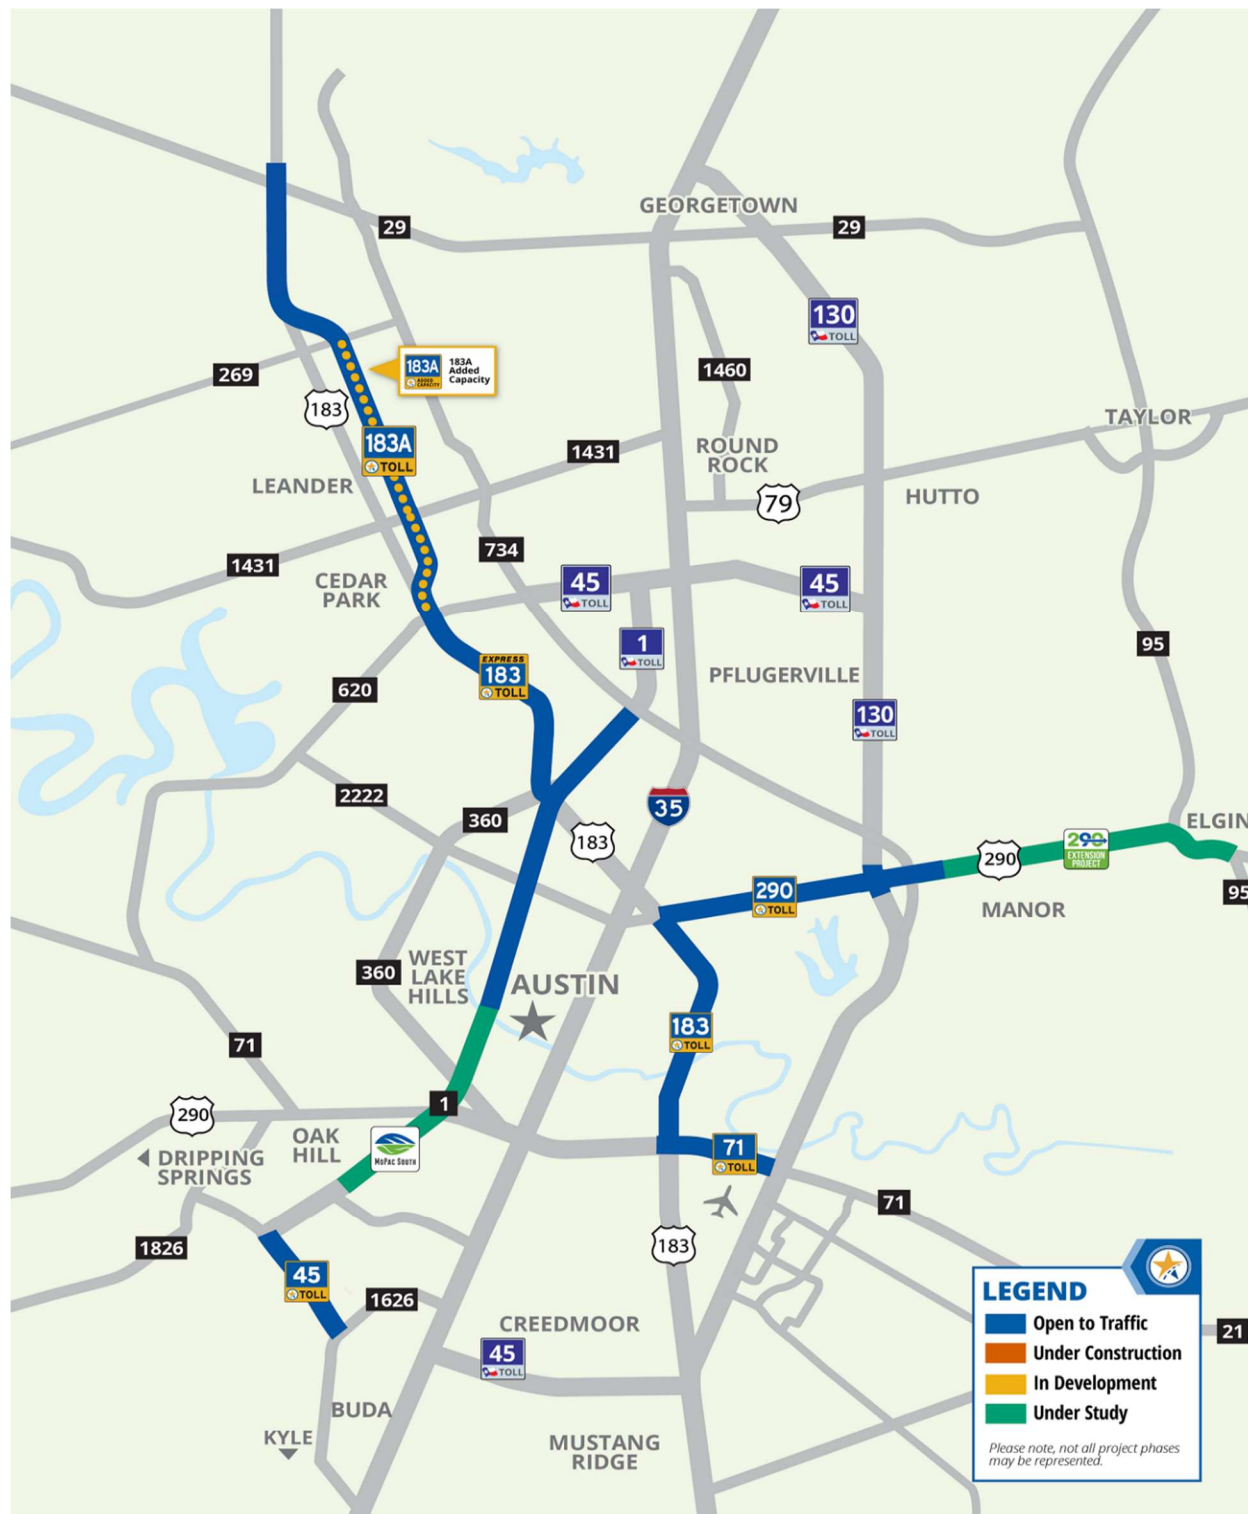 GEORGETOWN
29
29
130
TOLL
183A
ADDED
CAPACITY
183A
Added
Capacity
269
1460
183
TAYLOR
183A
TOLL
1431
ROUND
ROCK
LEANDER
79
HUTTO
734
1431
CEDAR
PARK
45
TOLL
45
TOLL
1
TOLL
95
EXPRESS
183
TOLL
PFLUGERVILLE
620
130
TOLL
2222
35
360
183
ELGIN
290
EXTENSION
PROJECT
290
290
TOLL
95
MANOR
WEST
LAKE
HILLS
360
AUSTIN
183
TOLL
71
1
290
OAK
HILL
MoPac South
71
TOLL
DRIPPING
SPRINGS
71
1826
183
45
TOLL
1626
CREEDMOOR
45
TOLL
21
BUDA
KYLE
MUSTANG
RIDGE
LEGEND
Open to Traffic
Under Construction
In Development
Under Study
Please note, not all project phases
may be represented.